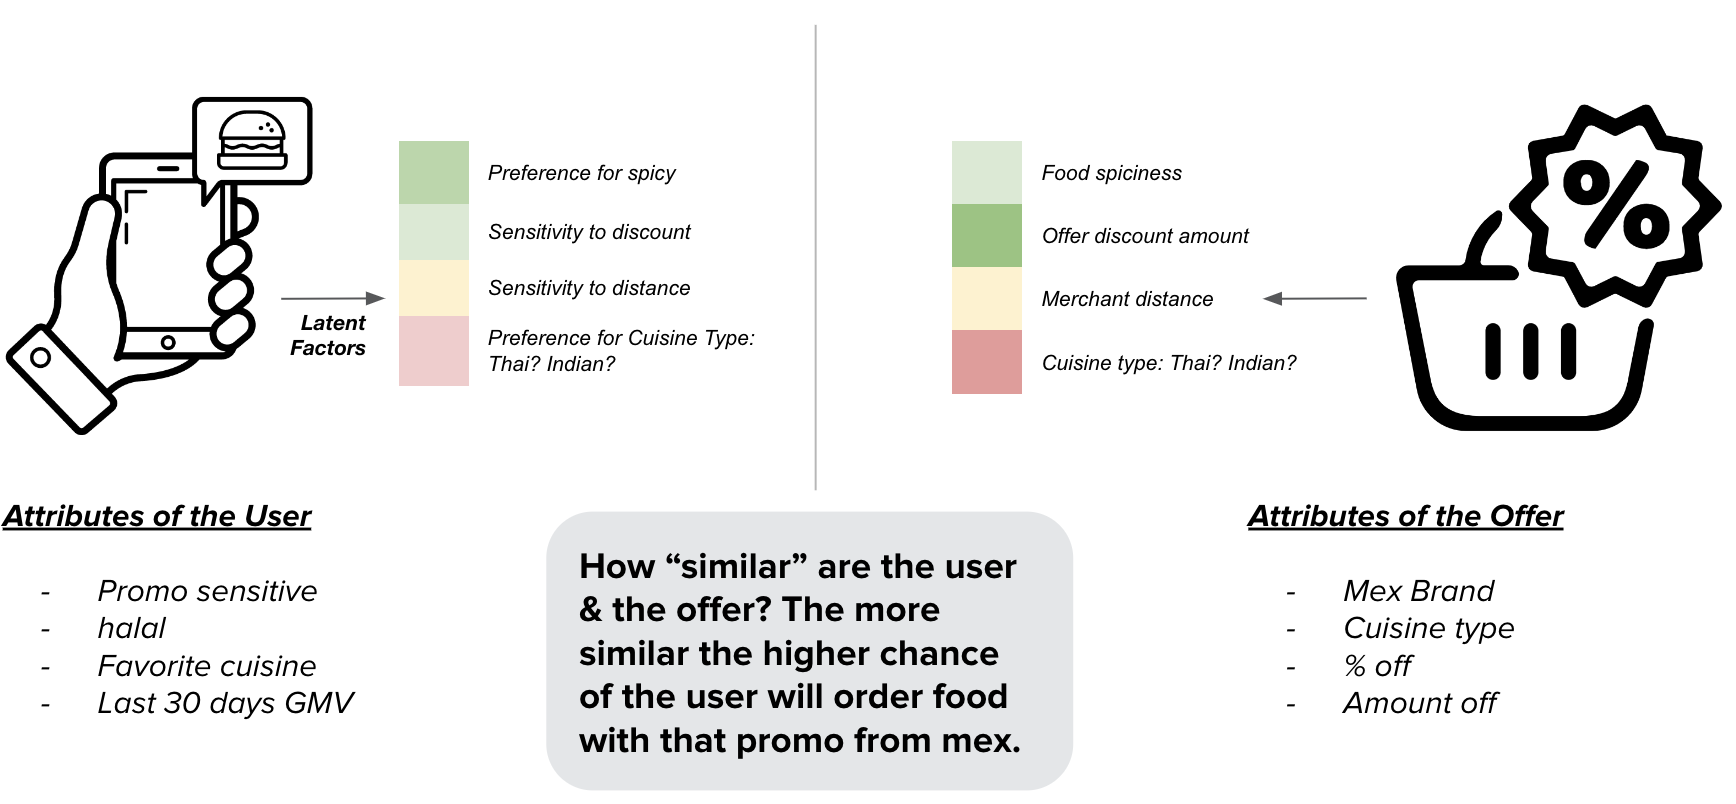 Preference for spicy
Sensitivity to discount
Sensitivity to distance
Preference for Cuisine Type:
Thai? Indian?
Latent
Factors
Food spiciness
Offer discount amount
Merchant distance
Cuisine type: Thai? Indian?
%
Attributes of the User
- Promo sensitive
- halal
- Favorite cuisine
- Last 30 days GMV
How “similar” are the user
& the offer? The more
similar the higher chance
of the user will order food
with that promo from mex.
Attributes of the Offer
- Mex Brand
- Cuisine type
- % off
- Amount off